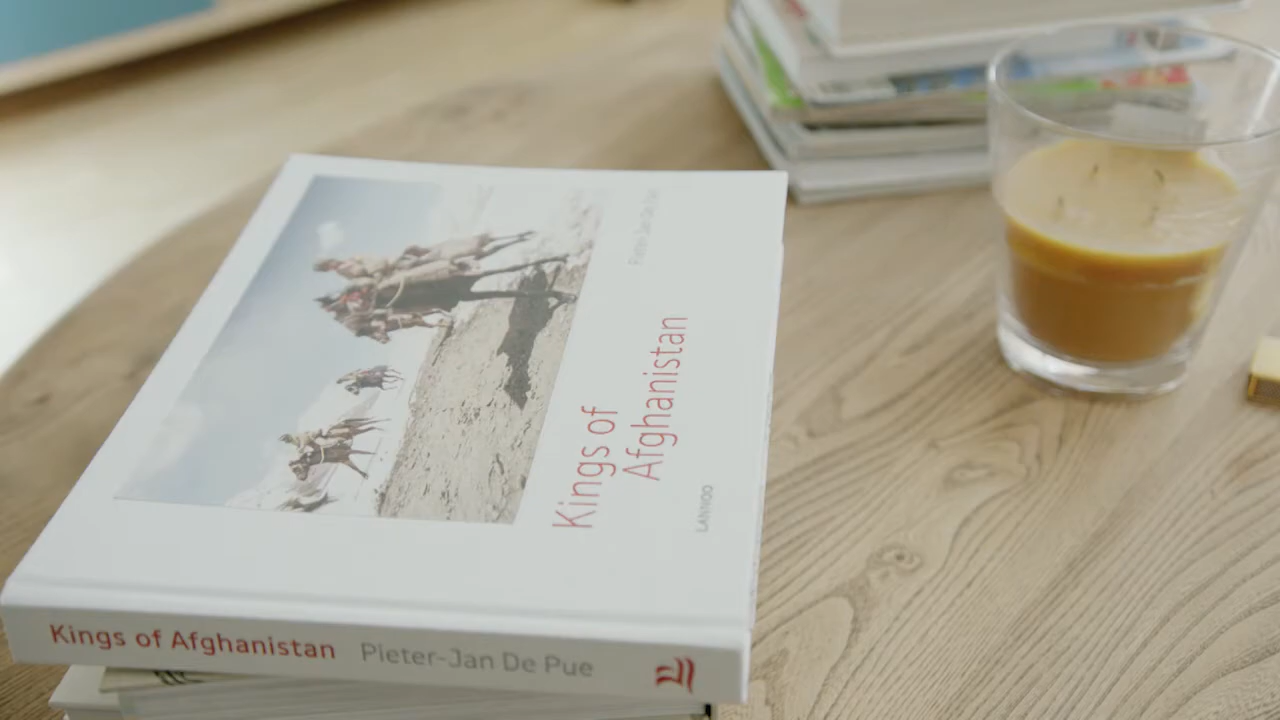 Pieter-Jan De Pue
Kings of
Afghanistan
LANNOO
Kings of Afghanistan Pieter-Jan De Pue